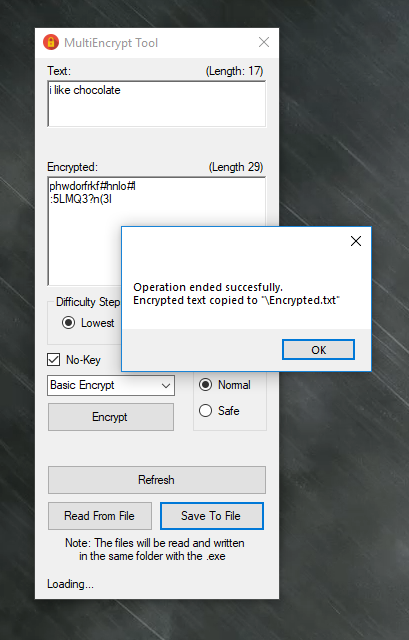 MultiEncrypt Tool
Text: (Length: 17)
i like chocolate
Encrypted: (Length 29)
phwdorfrkf#hnlo#l
:5LMQ3?n(3l
Operation ended succesfully.
Encrypted text copied to "\Encrypted.txt"
OK
Difficulty Step
Lowest
No-Key
Basic Encrypt
Normal
Encrypt
Safe
Refresh
Read From File
Save To File
Note: The files will be read and written
in the same folder with the .exe
Loading...